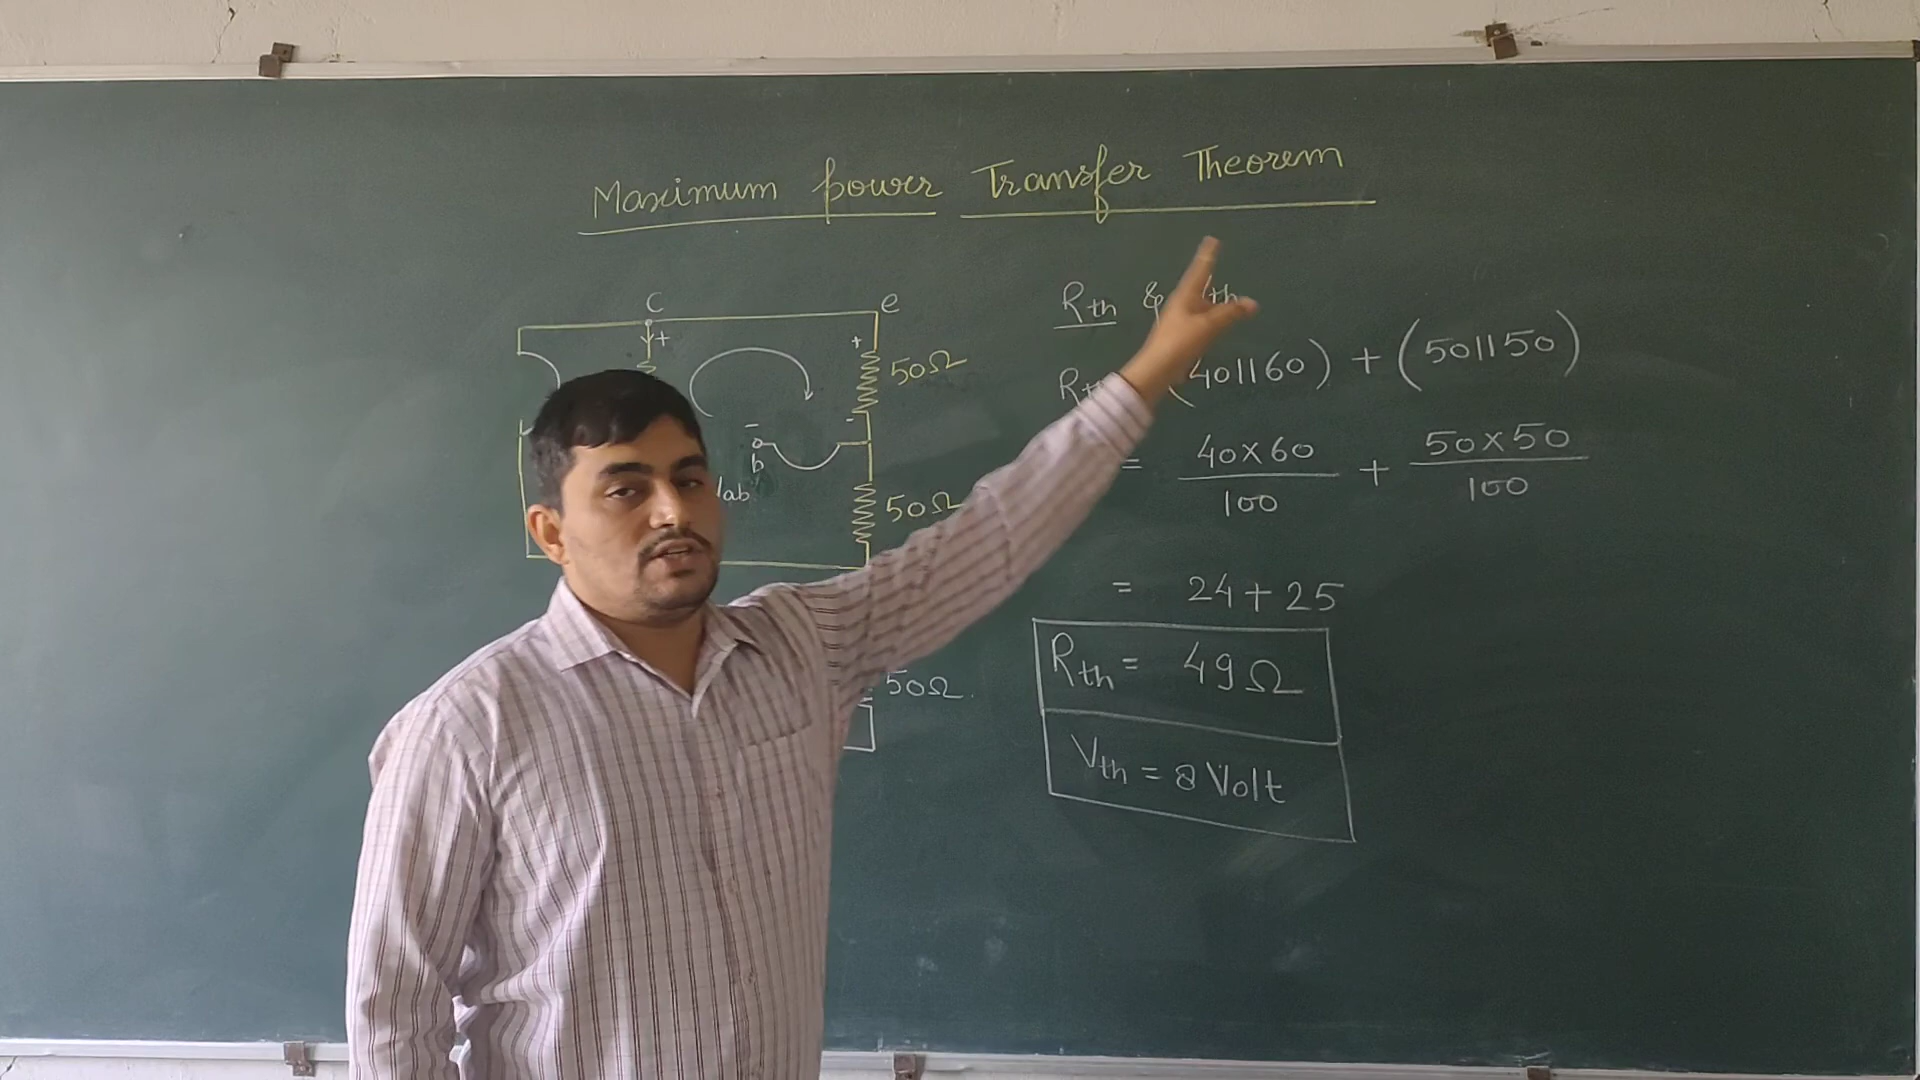 Maximum power Transfer Theorem
c
e
+
+
50Ω
-
-
b
50Ω
50Ω
Rth &
(40||60) + (50||50)
= 40×60/100 + 50×50/100
= 24+25
Rth = 49Ω
Vth = 8 Volt